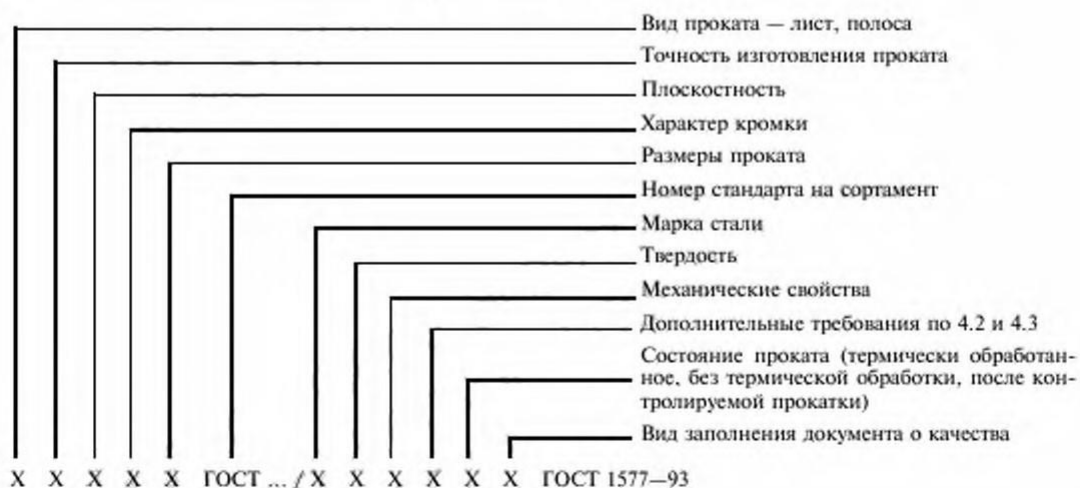 Вид проката — лист, полоса
Точность изготовления проката
Плоскостность
Характер кромки
Размеры проката
Номер стандарта на сортамент
Марка стали
Твердость
Механические свойства
Дополнительные требования по 4.2 и 4.3
Состояние проката (термически обработан-
ное, без термической обработки, после кон-
тролируемой прокатки)
Вид заполнения документа о качества
X X X X X ГОСТ ... / X X X X X X ГОСТ 1577—93